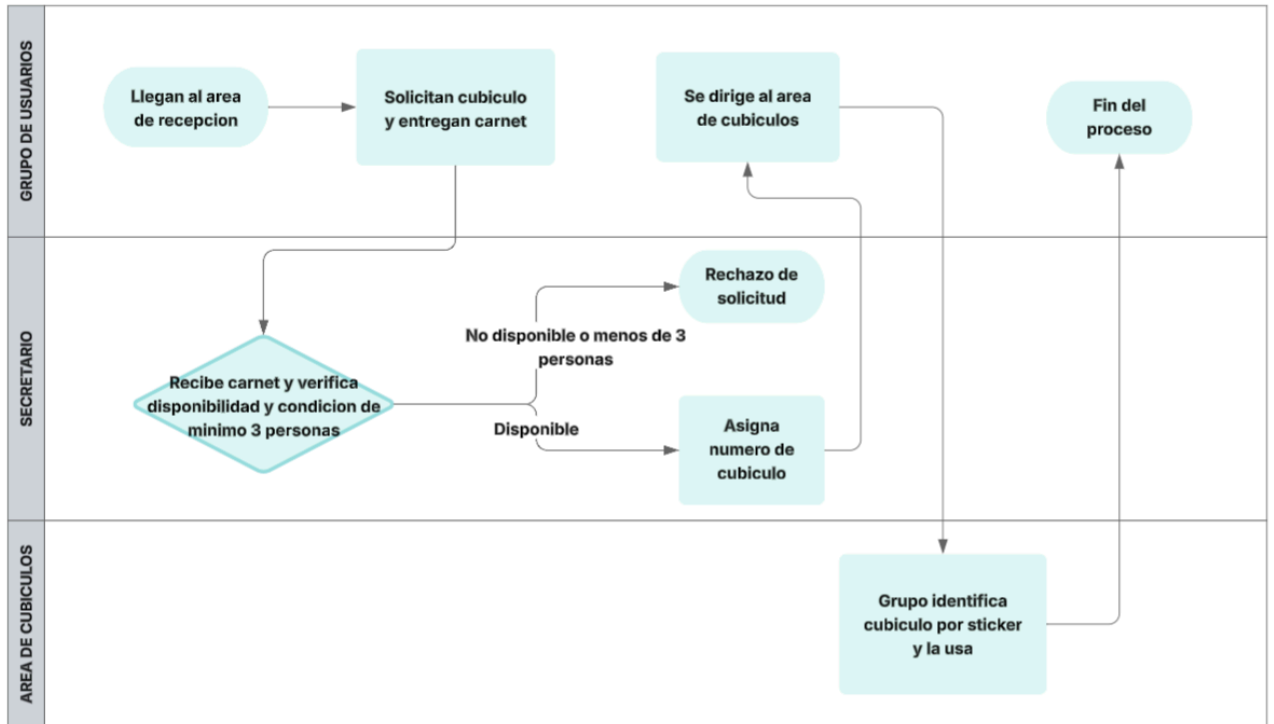 GRUPO DE USUARIOS
Llegan al area
de recepcion
Solicitan cubiculo
y entregan carnet
Se dirige al area
de cubiculos
Fin del
proceso
SECRETARIO
Recibe carnet y verifica
disponibilidad y condicion de
minimo 3 personas
No disponible o menos de 3
personas
Rechazo de
solicitud
Disponible
Asigna
numero de
cubiculo
AREA DE CUBICULOS
Grupo identifica
cubiculo por sticker
y la usa